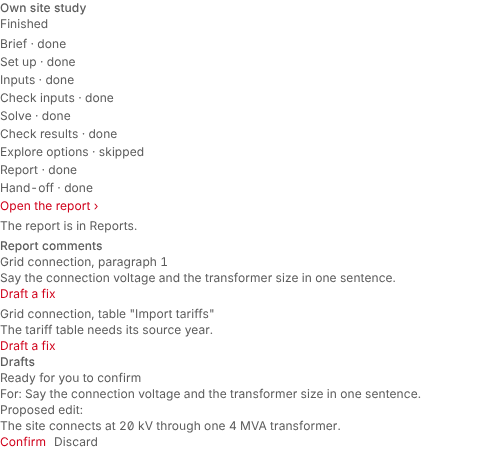 Own site study
Finished
Brief · done
Set up · done
Inputs · done
Check inputs · done
Solve · done
Check results · done
Explore options · skipped
Report · done
Hand-off · done
Open the report ›
The report is in Reports.
Report comments
Grid connection, paragraph 1
Say the connection voltage and the transformer size in one sentence.
Draft a fix
Grid connection, table "Import tariffs"
The tariff table needs its source year.
Draft a fix
Drafts
Ready for you to confirm
For: Say the connection voltage and the transformer size in one sentence.
Proposed edit:
The site connects at 20 kV through one 4 MVA transformer.
Confirm Discard